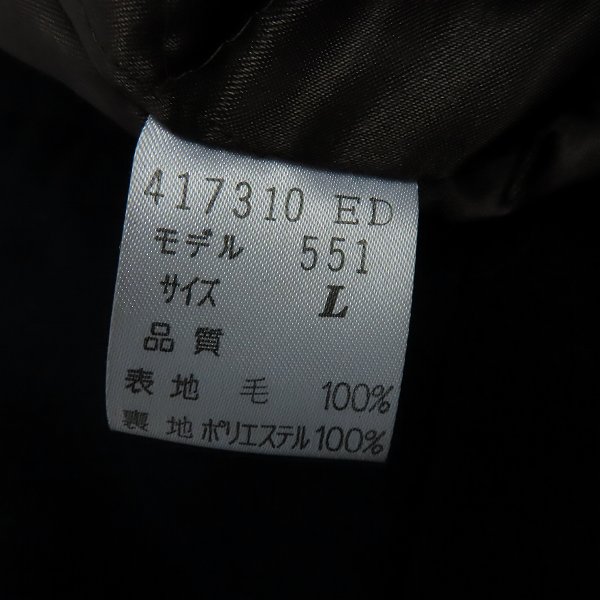 417310 ED
モデル 551
サイズ L
品質
表地 毛 100%
裏地 ポリエステル100%